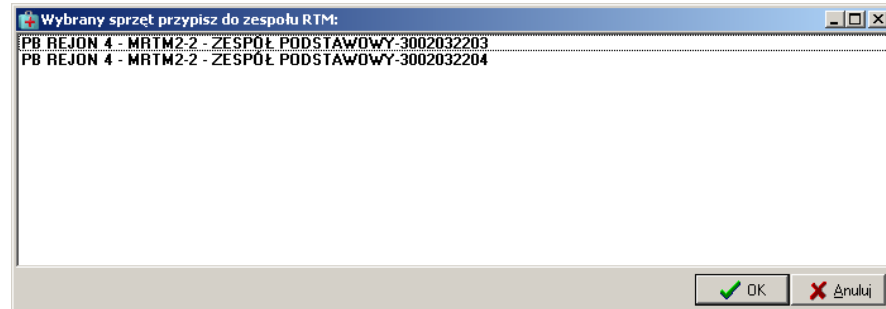 Wybrany sprzęt przypisz do zespołu RTM:
PB REJON 4 - MRTM2-2 - ZESPÓŁ PODSTAWOWY-3002032203
PB REJON 4 - MRTM2-2 - ZESPÓŁ PODSTAWOWY-3002032204
OK
Anuluj